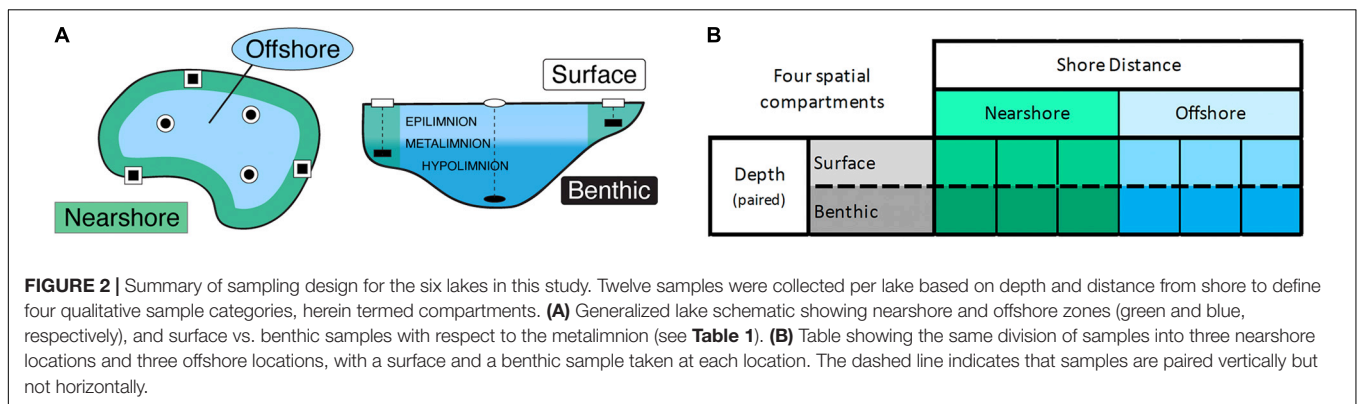 A
Offshore
Nearshore
Surface
EPILIMNION
METALIMNION
HYPOLIMNION
Benthic
B
Four spatial
compartments
Shore Distance
Nearshore
Offshore
Depth
(paired)
Surface
Benthic
FIGURE 2 | Summary of sampling design for the six lakes in this study. Twelve samples were collected per lake based on depth and distance from shore to define
four qualitative sample categories, herein termed compartments. (A) Generalized lake schematic showing nearshore and offshore zones (green and blue,
respectively), and surface vs. benthic samples with respect to the metalimnion (see Table 1). (B) Table showing the same division of samples into three nearshore
locations and three offshore locations, with a surface and a benthic sample taken at each location. The dashed line indicates that samples are paired vertically but
not horizontally.